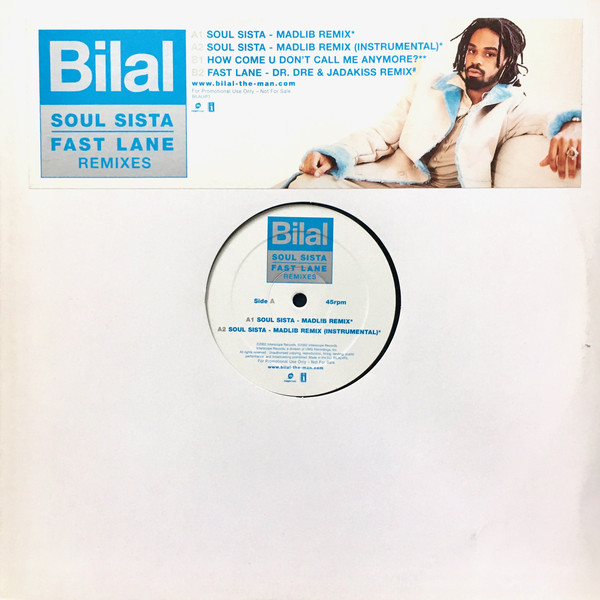 Bilal
SOUL SISTA
FAST LANE
REMIXES
A1 SOUL SISTA - MADLIB REMIX*
A2 SOUL SISTA - MADLIB REMIX (INSTRUMENTAL)*
B1 HOW COME U DON'T CALL ME ANYMORE?**
B2 FAST LANE - DR. DRE & JADAKISS REMIX#
www.bilal-the-man.com
For Promotional Use Only - Not For Sale
Bilal
SOUL SISTA
FAST LANE
REMIXES
Side A 45rpm
A1 SOUL SISTA - MADLIB REMIX*
A2 SOUL SISTA - MADLIB REMIX (INSTRUMENTAL)*
Interscope Records
For Promotional Use Only - Not For Sale
www.bilal-the-man.com